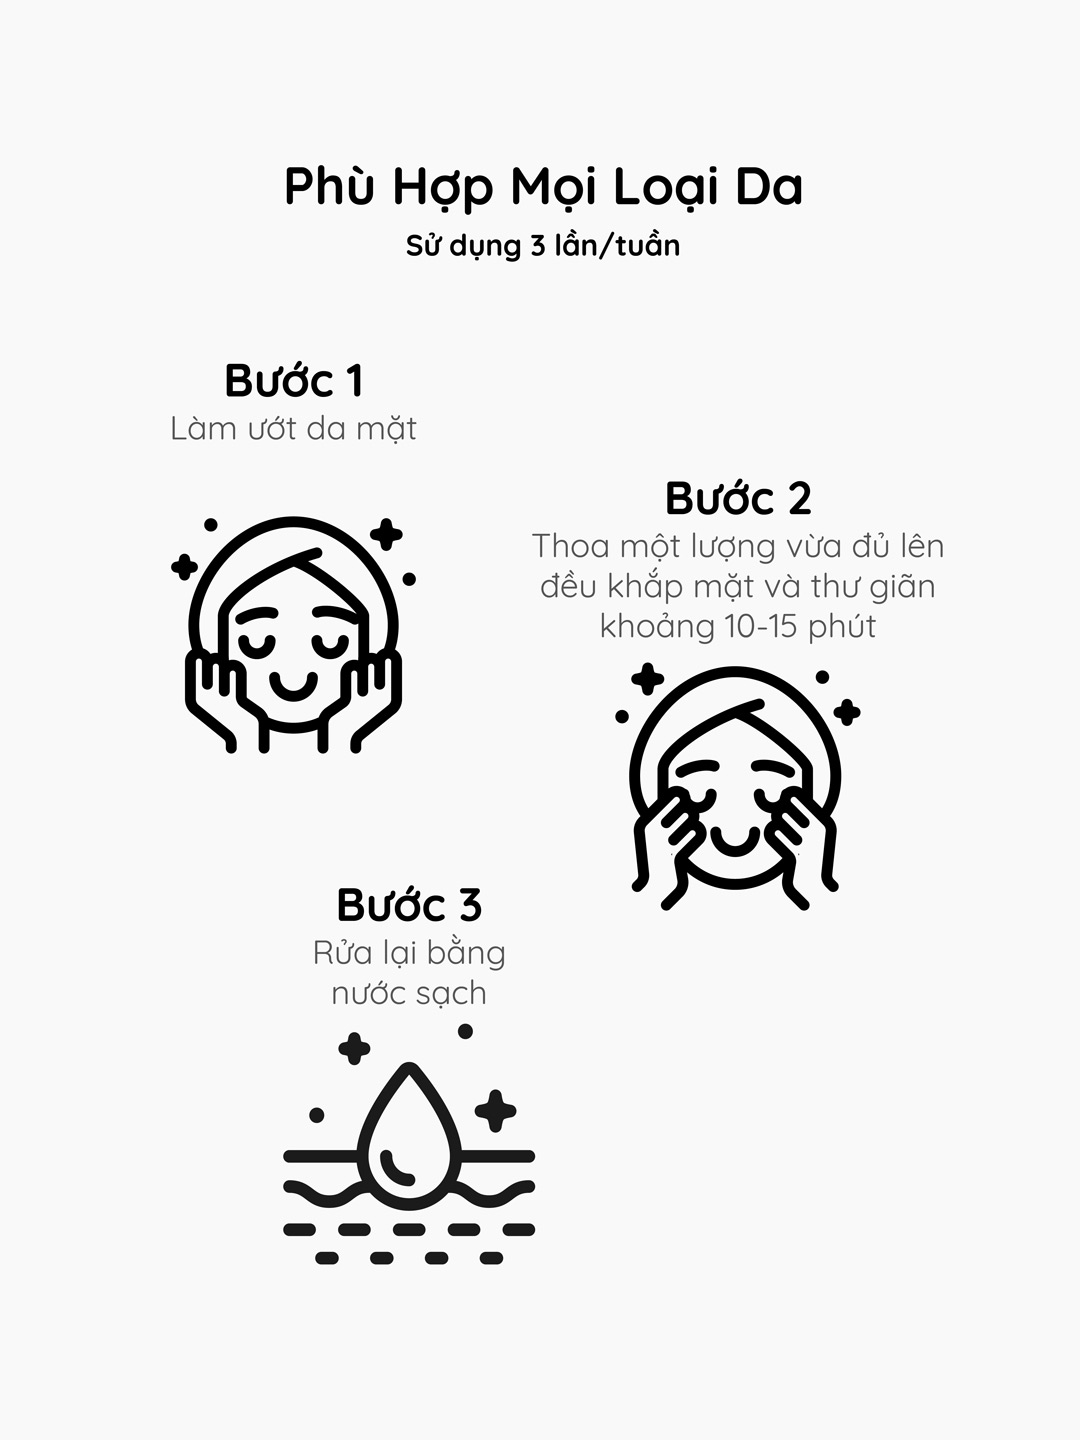 Phù Hợp Mọi Loại Da
Sử dụng 3 lần/tuần
Bước 1
Làm ướt da mặt
Bước 2
Thoa một lượng vừa đủ lên
đều khắp mặt và thư giãn
khoảng 10-15 phút
Bước 3
Rửa lại bằng
nước sạch